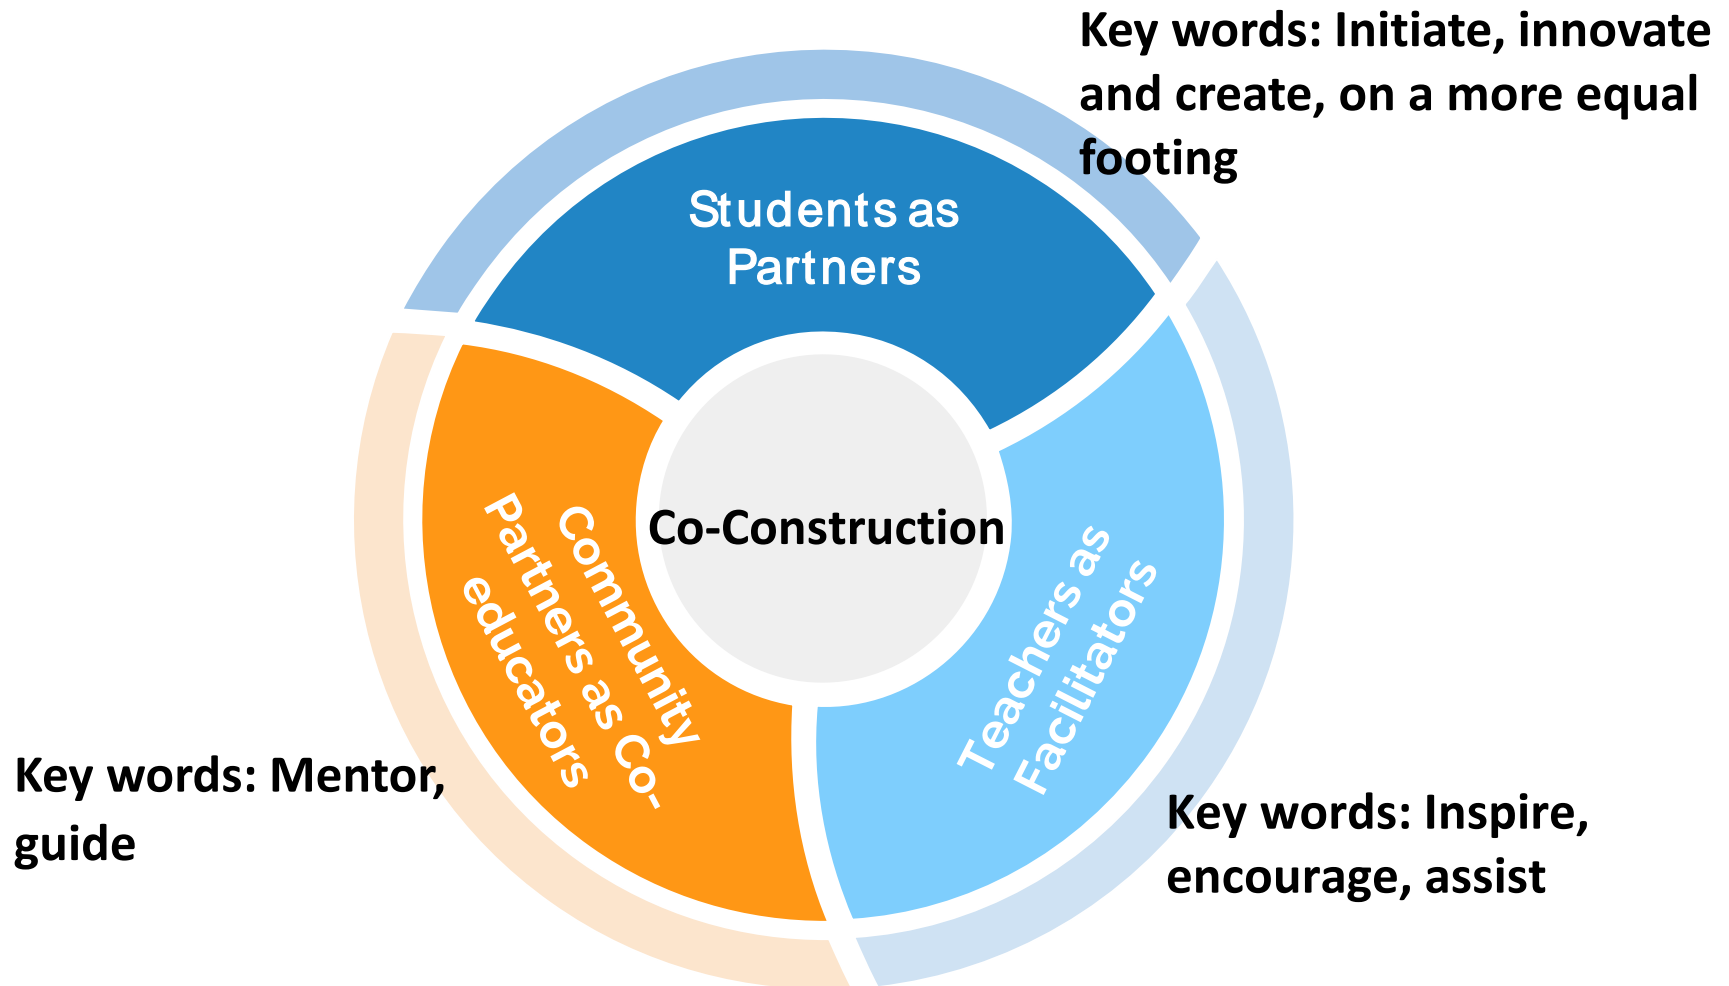 Key words: Initiate, innovate
and create, on a more equal
footing
Students as
Partners
Co-Construction
Community
Partners as Co-
educators
Teachers as
Facilitators
Key words: Mentor,
guide
Key words: Inspire,
encourage, assist